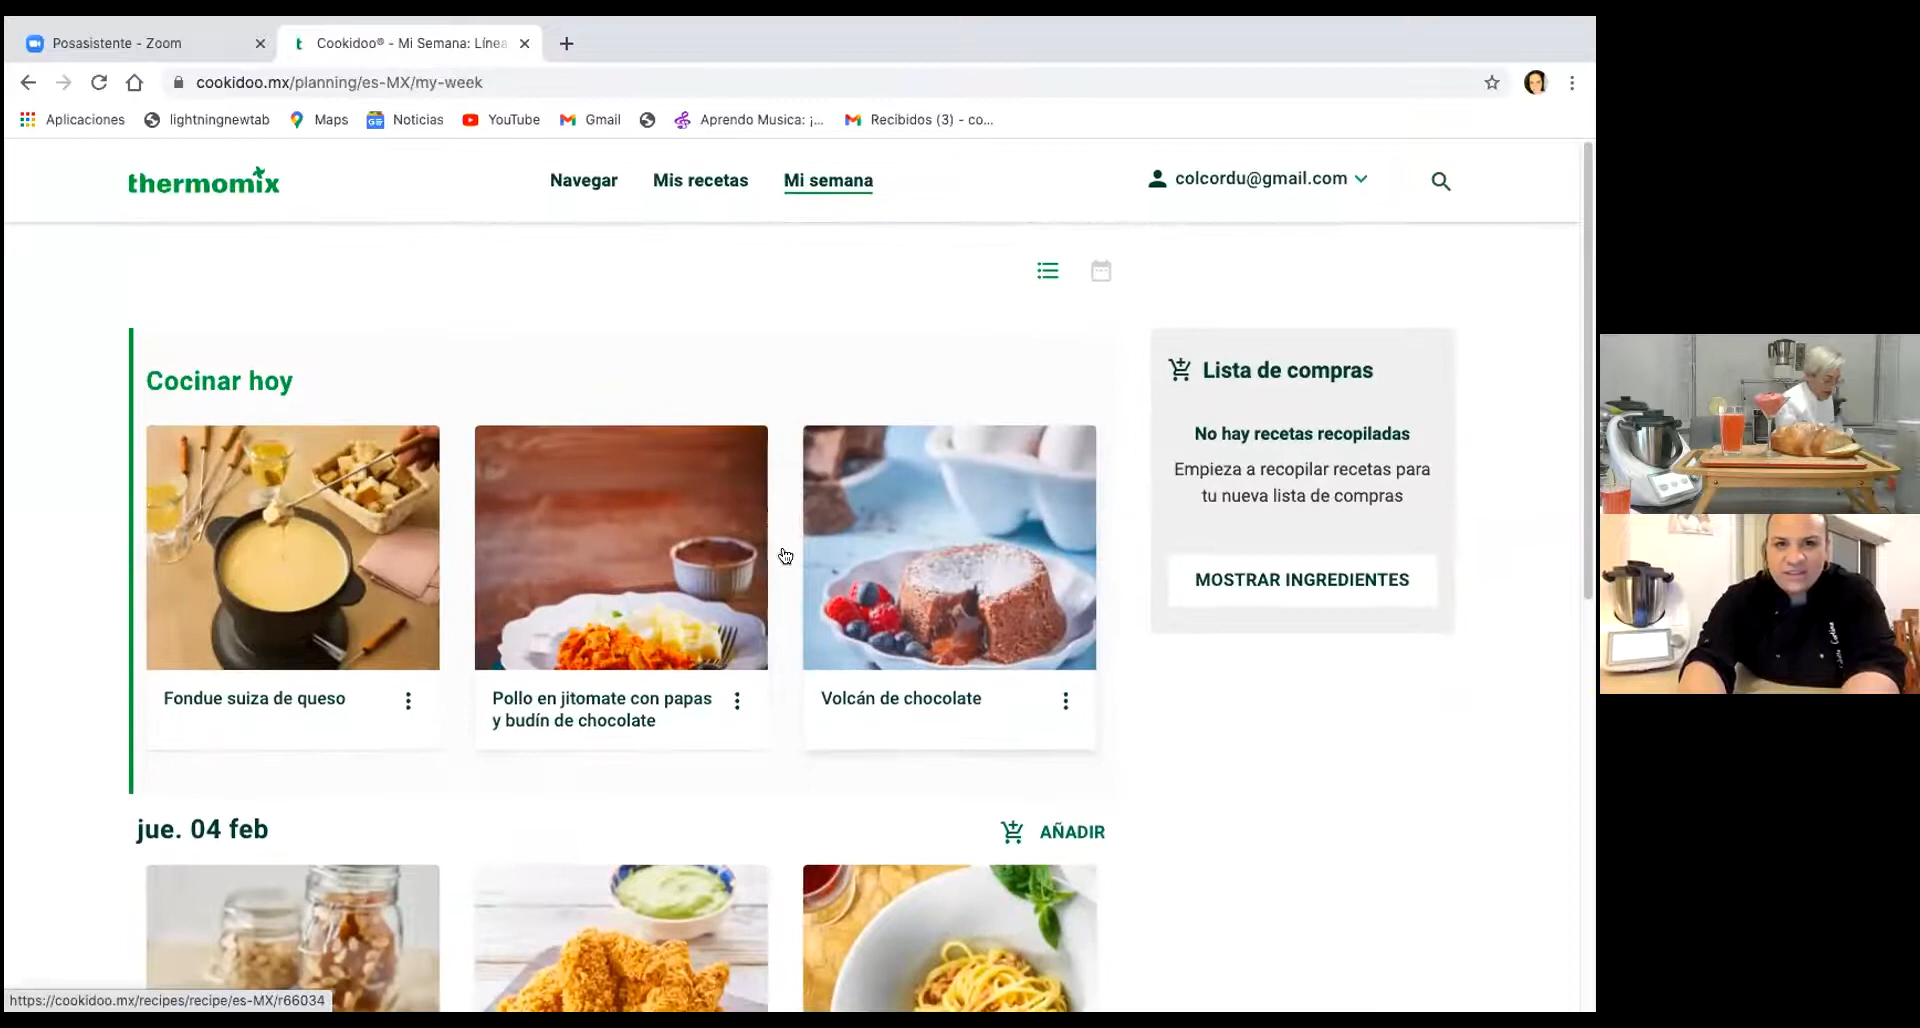 Posasistente - Zoom
Cookidoo® - Mi Semana: Línea
cookidoo.mx/planning/es-MX/my-week
Aplicaciones
lightningnewtab
Maps
Noticias
YouTube
Gmail
Aprendo Musica: ¡...
Recibidos (3) - co...
thermomix
Navegar
Mis recetas
Mi semana
colcordu@gmail.com
Cocinar hoy
Fondue suiza de queso
Pollo en jitomate con papas
y budín de chocolate
Volcán de chocolate
Lista de compras
No hay recetas recopiladas
Empieza a recopilar recetas para
tu nueva lista de compras
MOSTRAR INGREDIENTES
jue. 04 feb
AÑADIR
https://cookidoo.mx/recipes/recipe/es-MX/r66034